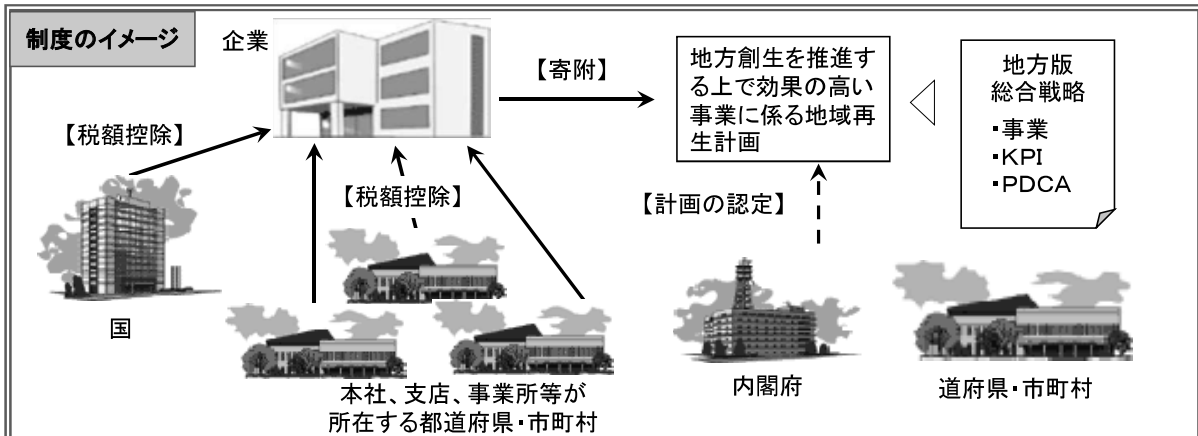 制度のイメージ
企業
【寄附】
地方創生を推進す
る上で効果の高い
事業に係る地域再
生計画
地方版
総合戦略
・事業
・KPI
・PDCA
【税額控除】
【税額控除】
【計画の認定】
国
本社、支店、事業所等が
所在する都道府県・市町村
内閣府
道府県・市町村